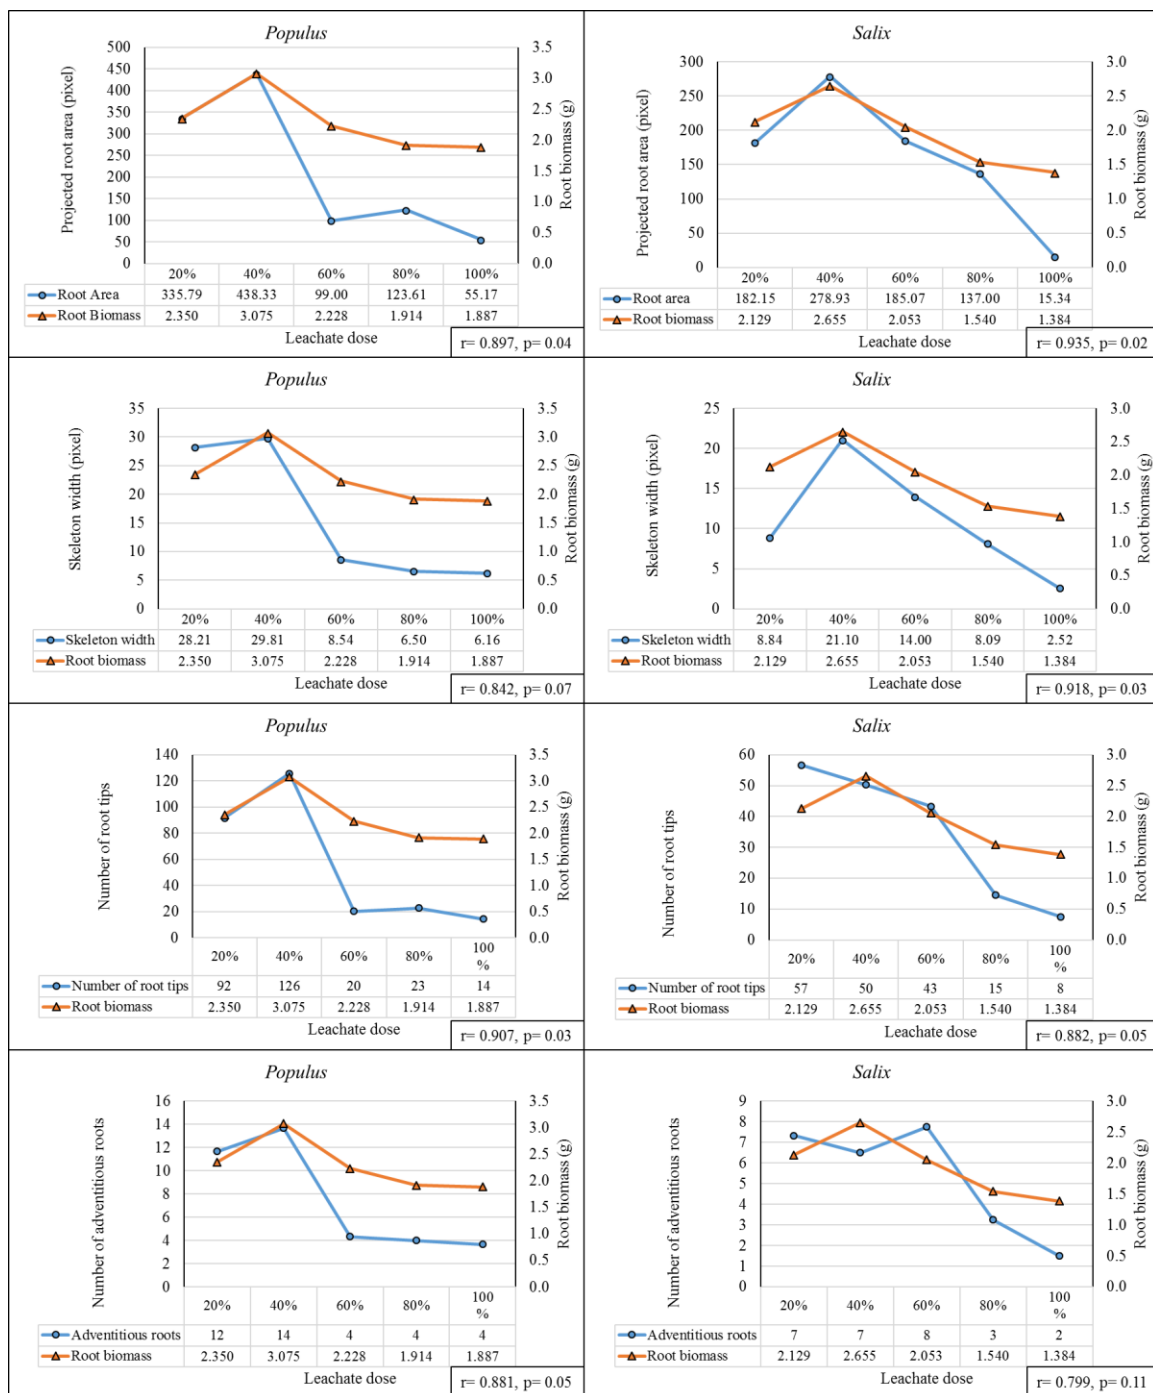 Populus
Projected root area (pixel)
500
450
400
350
300
250
200
150
100
50
0
3.5
3.0
2.5
2.0
1.5
1.0
0.5
0.0
Root biomass (g)
20% 40% 60% 80% 100%
Root Area 335.79 438.33 99.00 123.61 55.17
Root Biomass 2.350 3.075 2.228 1.914 1.887
Leachate dose
r= 0.897, p= 0.04
Salix
Projected root area (pixel)
300
250
200
150
100
50
0
3.0
2.5
2.0
1.5
1.0
0.5
0.0
Root biomass (g)
20% 40% 60% 80% 100%
Root area 182.15 278.93 185.07 137.00 15.34
Root biomass 2.129 2.655 2.053 1.540 1.384
Leachate dose
r= 0.935, p= 0.02
Populus
Skeleton width (pixel)
35
30
25
20
15
10
5
0
3.5
3.0
2.5
2.0
1.5
1.0
0.5
0.0
Root biomass (g)
20% 40% 60% 80% 100%
Skeleton width 28.21 29.81 8.54 6.50 6.16
Root biomass 2.350 3.075 2.228 1.914 1.887
Leachate dose
r= 0.842, p= 0.07
Salix
Skeleton width (pixel)
25
20
15
10
5
0
3.0
2.5
2.0
1.5
1.0
0.5
0.0
Root biomass (g)
20% 40% 60% 80% 100%
Skeleton width 8.84 21.10 14.00 8.09 2.52
Root biomass 2.129 2.655 2.053 1.540 1.384
Leachate dose
r= 0.918, p= 0.03
Populus
Number of root tips
140
120
100
80
60
40
20
0
3.5
3.0
2.5
2.0
1.5
1.0
0.5
0.0
Root biomass (g)
20% 40% 60% 80% 100
%
Number of root tips 92 126 20 23 14
Root biomass 2.350 3.075 2.228 1.914 1.887
Leachate dose
r= 0.907, p= 0.03
Salix
Number of root tips
60
50
40
30
20
10
0
3.0
2.5
2.0
1.5
1.0
0.5
0.0
Root biomass (g)
20% 40% 60% 80% 100
%
Number of root tips 57 50 43 15 8
Root biomass 2.129 2.655 2.053 1.540 1.384
Leachate dose
r= 0.882, p= 0.05
Populus
Number of adventitious roots
16
14
12
10
8
6
4
2
0
3.5
3.0
2.5
2.0
1.5
1.0
0.5
0.0
Root biomass (g)
20% 40% 60% 80% 100
%
Adventitious roots 12 14 4 4 4
Root biomass 2.350 3.075 2.228 1.914 1.887
Leachate dose
r= 0.881, p= 0.05
Salix
Number of adventitious roots
9
8
7
6
5
4
3
2
1
0
3.0
2.5
2.0
1.5
1.0
0.5
0.0
Root biomass (g)
20% 40% 60% 80% 100
%
Adventitious roots 7 7 8 3 2
Root biomass 2.129 2.655 2.053 1.540 1.384
Leachate dose
r= 0.799, p= 0.11